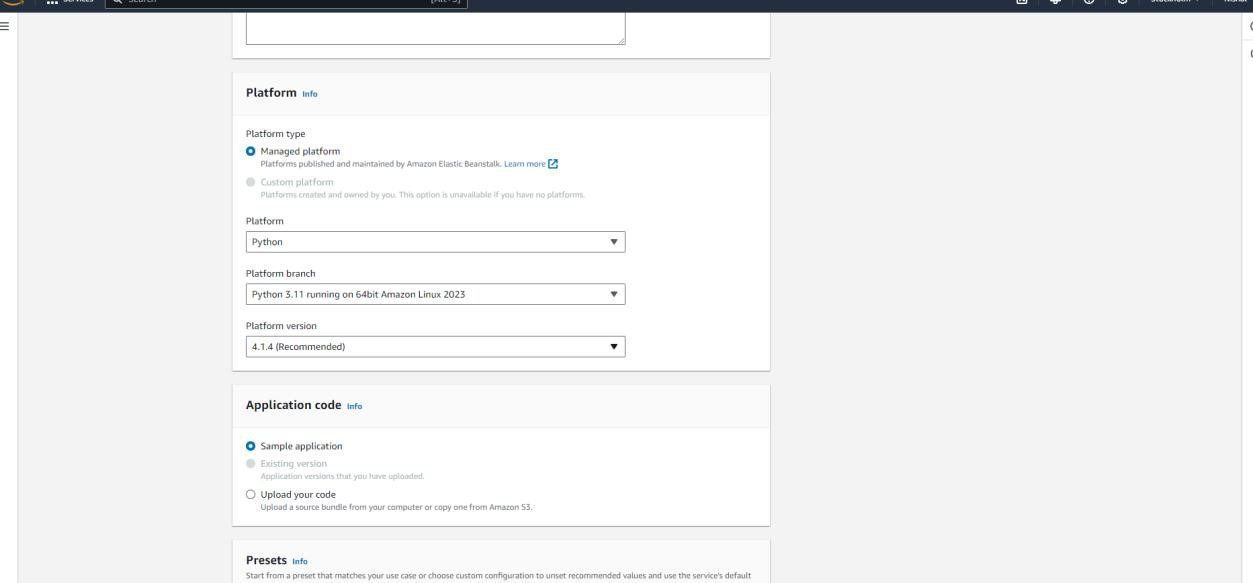 Services
Search
[Alt+S]
Stockholm
Platform Info
Platform type
Managed platform
Platforms published and maintained by Amazon Elastic Beanstalk. Learn more
Custom platform
Platforms created and owned by you. This option is unavailable if you have no platforms.
Platform
Python
Platform branch
Python 3.11 running on 64bit Amazon Linux 2023
Platform version
4.1.4 (Recommended)
Application code Info
Sample application
Existing version
Application versions that you have uploaded.
Upload your code
Upload a source bundle from your computer or copy one from Amazon S3.
Presets Info
Start from a preset that matches your use case or choose custom configuration to unset recommended values and use the service's default